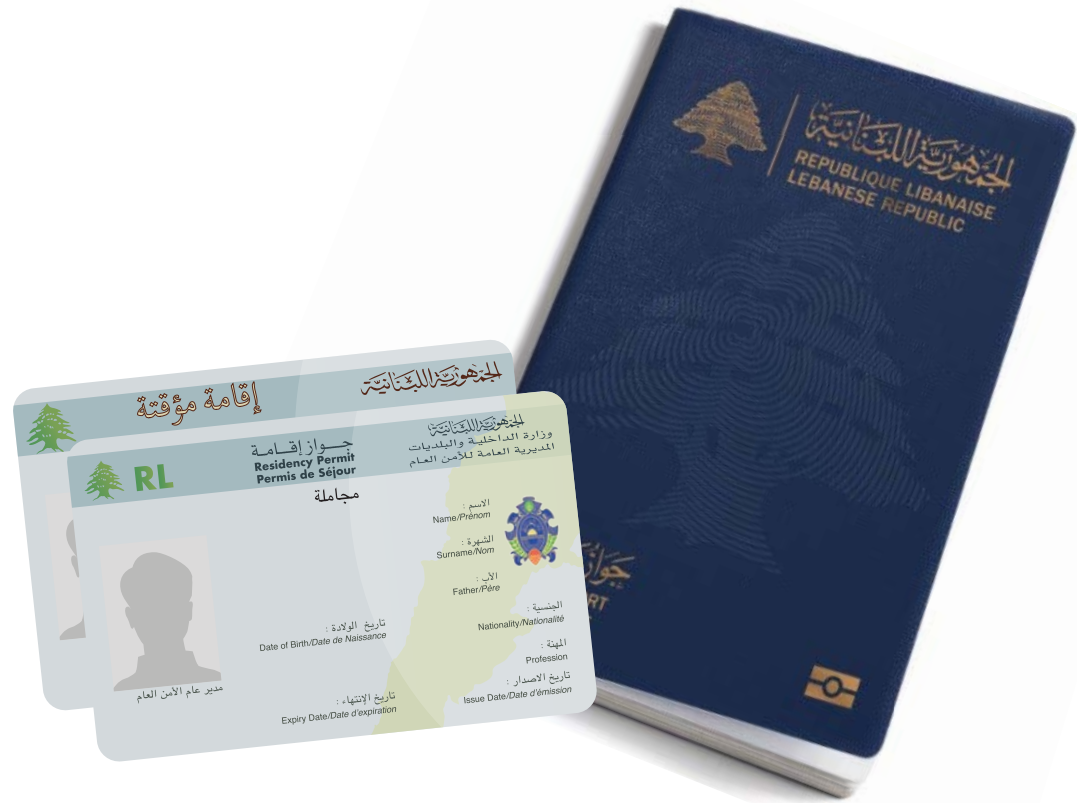 الجمهورية اللبنانية
REPUBLIQUE LIBANAISE
LEBANESE REPUBLIC
جواز
RT
الجمهورية اللبنانية
إقامة مؤقتة
الجمهورية اللبنانية
وزارة الداخلية والبلديات
المديرية العامة للأمن العام
جواز إقامة
Residency Permit
Permis de Séjour
RL
مجاملة
الاسم :
Name/Prénom
الشهرة :
Surname/Nom
الأب :
Father/Pére
تاريخ الولادة :
Date of Birth/Date de Naissance
الجنسية :
Nationality/Nationalité
المهنة :
Profession
تاريخ الاصدار :
Issue Date/Date d'émission
تاريخ الإنتهاء :
Expiry Date/Date d'expiration
مدير عام الأمن العام